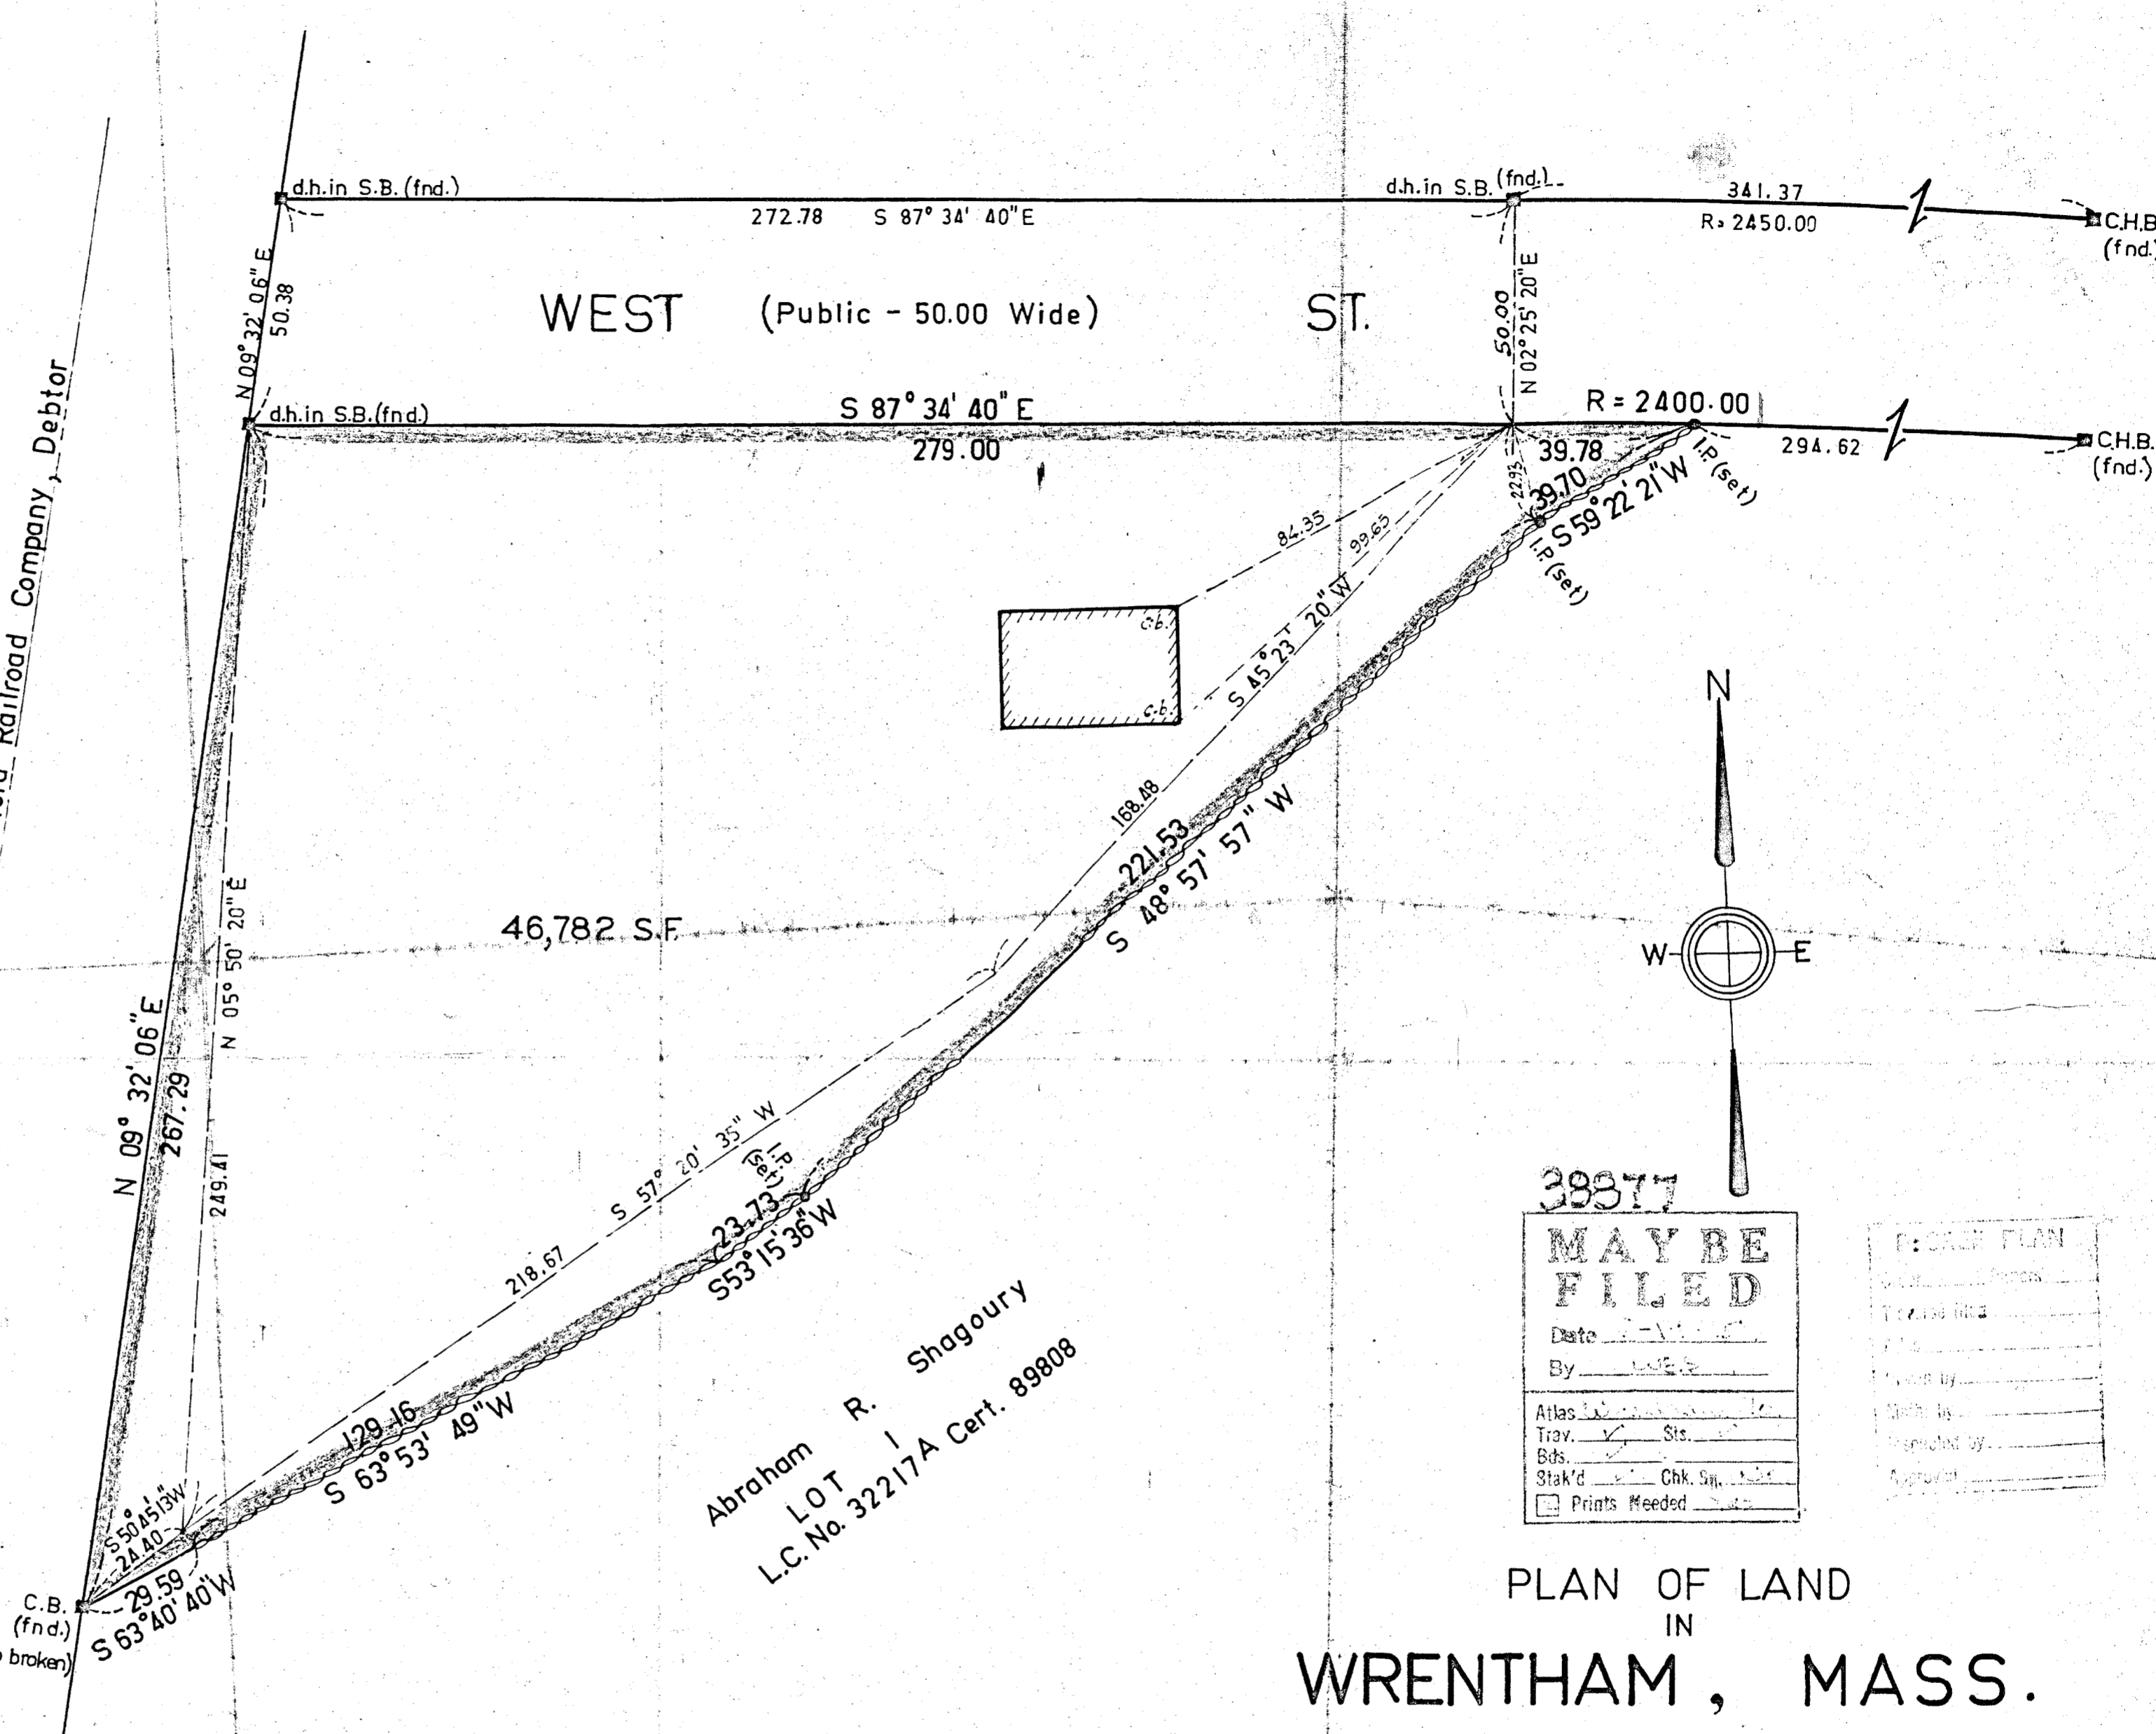 d.h.in S.B. (fnd.)
272.78 S 87° 34' 40" E
d.h.in S.B. (fnd.)
341.37
R= 2450.00
C.H.B.
(fnd.)
N 09° 32' 06" E
50.38
WEST (Public - 50.00 Wide) ST.
50.00
N 02° 25' 20" E
Railroad Company, Debtor
d.h.in S.B.(fnd.)
S 87° 34' 40" E
279.00
R = 2400.00
39.78
294.62
C.H.B.
(fnd.)
22.93
39.70
S 59° 22' 21" W
I.P. (set)
I.P. (set)
84.35
99.65
S 45° 23' 20" W
168.48
c.b.
c.b.
221.53
S 48° 57' 57" W
46,782 S.F.
N 05° 50' 20" E
249.41
N 09° 32' 06" E
267.29
N
W E
S 57° 20' 35" W
218.67
I.P.
(set)
23.73
S 53° 15' 36" W
129.16
S 63° 53' 49" W
S 50° 45' 13" W
24.40
29.59
S 63° 40' 40" W
C.B.
(fnd.)
broken)
Abraham R. Shagoury
LOT 1
L.C. No. 32217A Cert. 89808
38877
MAY BE
FILED
Date
By
Atlas
Trav. Sts.
Bds.
Stak'd Chk. Sq.
Prints Needed
PLAN
PLAN OF LAND
IN
WRENTHAM, MASS.